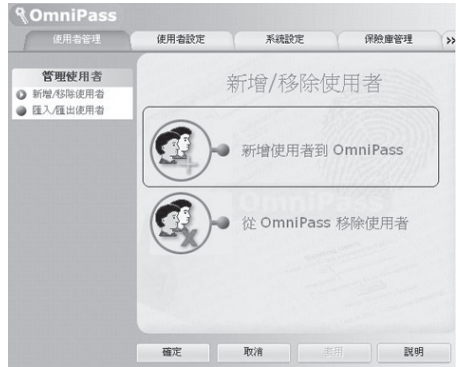 OmniPass
使用者管理 使用者設定 系統設定 保險庫管理 >>
管理使用者
新增/移除使用者
匯入/匯出使用者
新增/移除使用者
新增使用者到 OmniPass
OmniPass
從 OmniPass 移除使用者
確定 取消 套用 說明